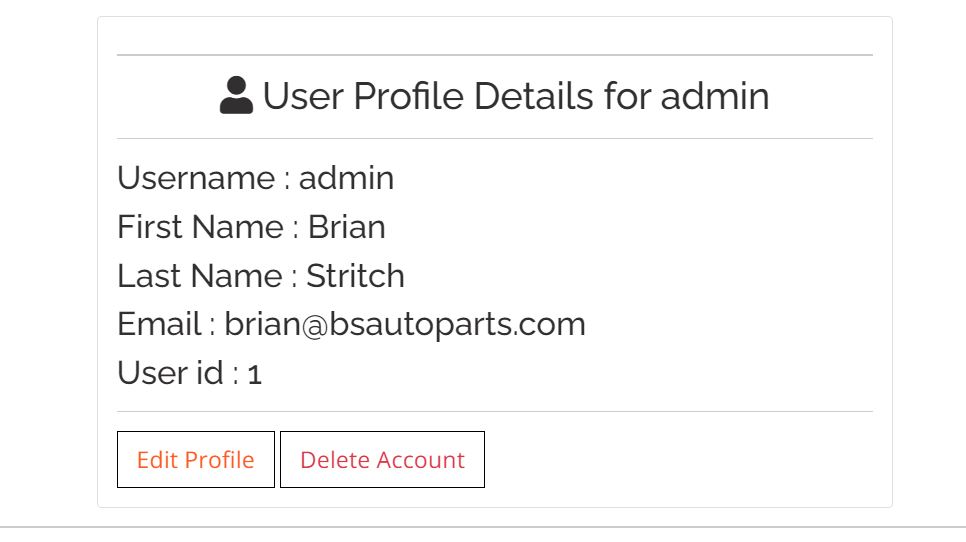 User Profile Details for admin
Username : admin
First Name : Brian
Last Name : Stritch
Email : brian@bsautoparts.com
User id : 1
Edit Profile Delete Account